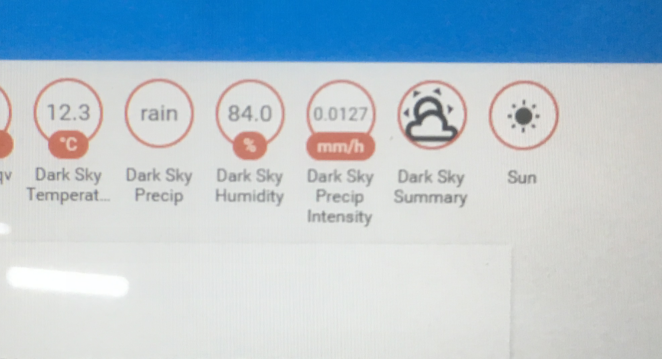 12.3
°C
Dark Sky
Temperat...
rain
Dark Sky
Precip
84.0
%
Dark Sky
Humidity
0.0127
mm/h
Dark Sky
Precip
Intensity
Dark Sky
Summary
Sun